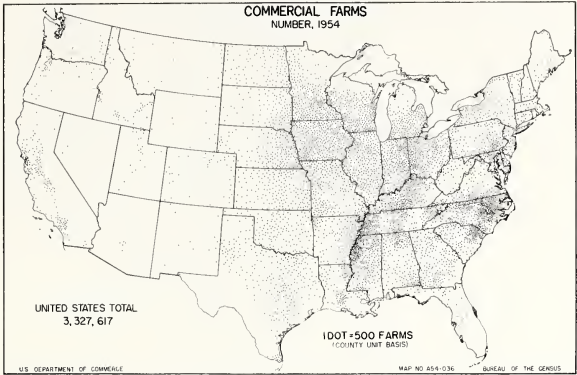 COMMERCIAL FARMS
NUMBER, 1954
UNITED STATES TOTAL
3,327,617
1 DOT = 500 FARMS
(COUNTY UNIT BASIS)
U.S. DEPARTMENT OF COMMERCE
MAP NO. A54-036
BUREAU OF THE CENSUS